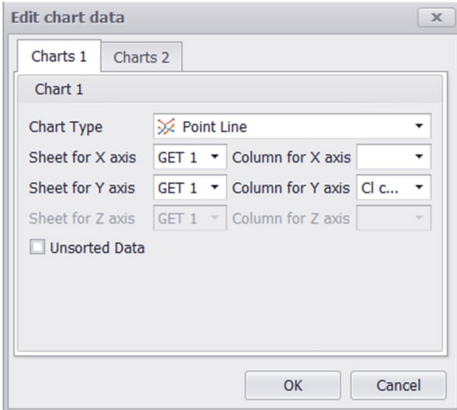 Edit chart data
Charts 1 Charts 2
Chart 1
Chart Type Point Line
Sheet for X axis GET 1 Column for X axis
Sheet for Y axis GET 1 Column for Y axis Cl c...
Sheet for Z axis GET 1 Column for Z axis
Unsorted Data
OK Cancel